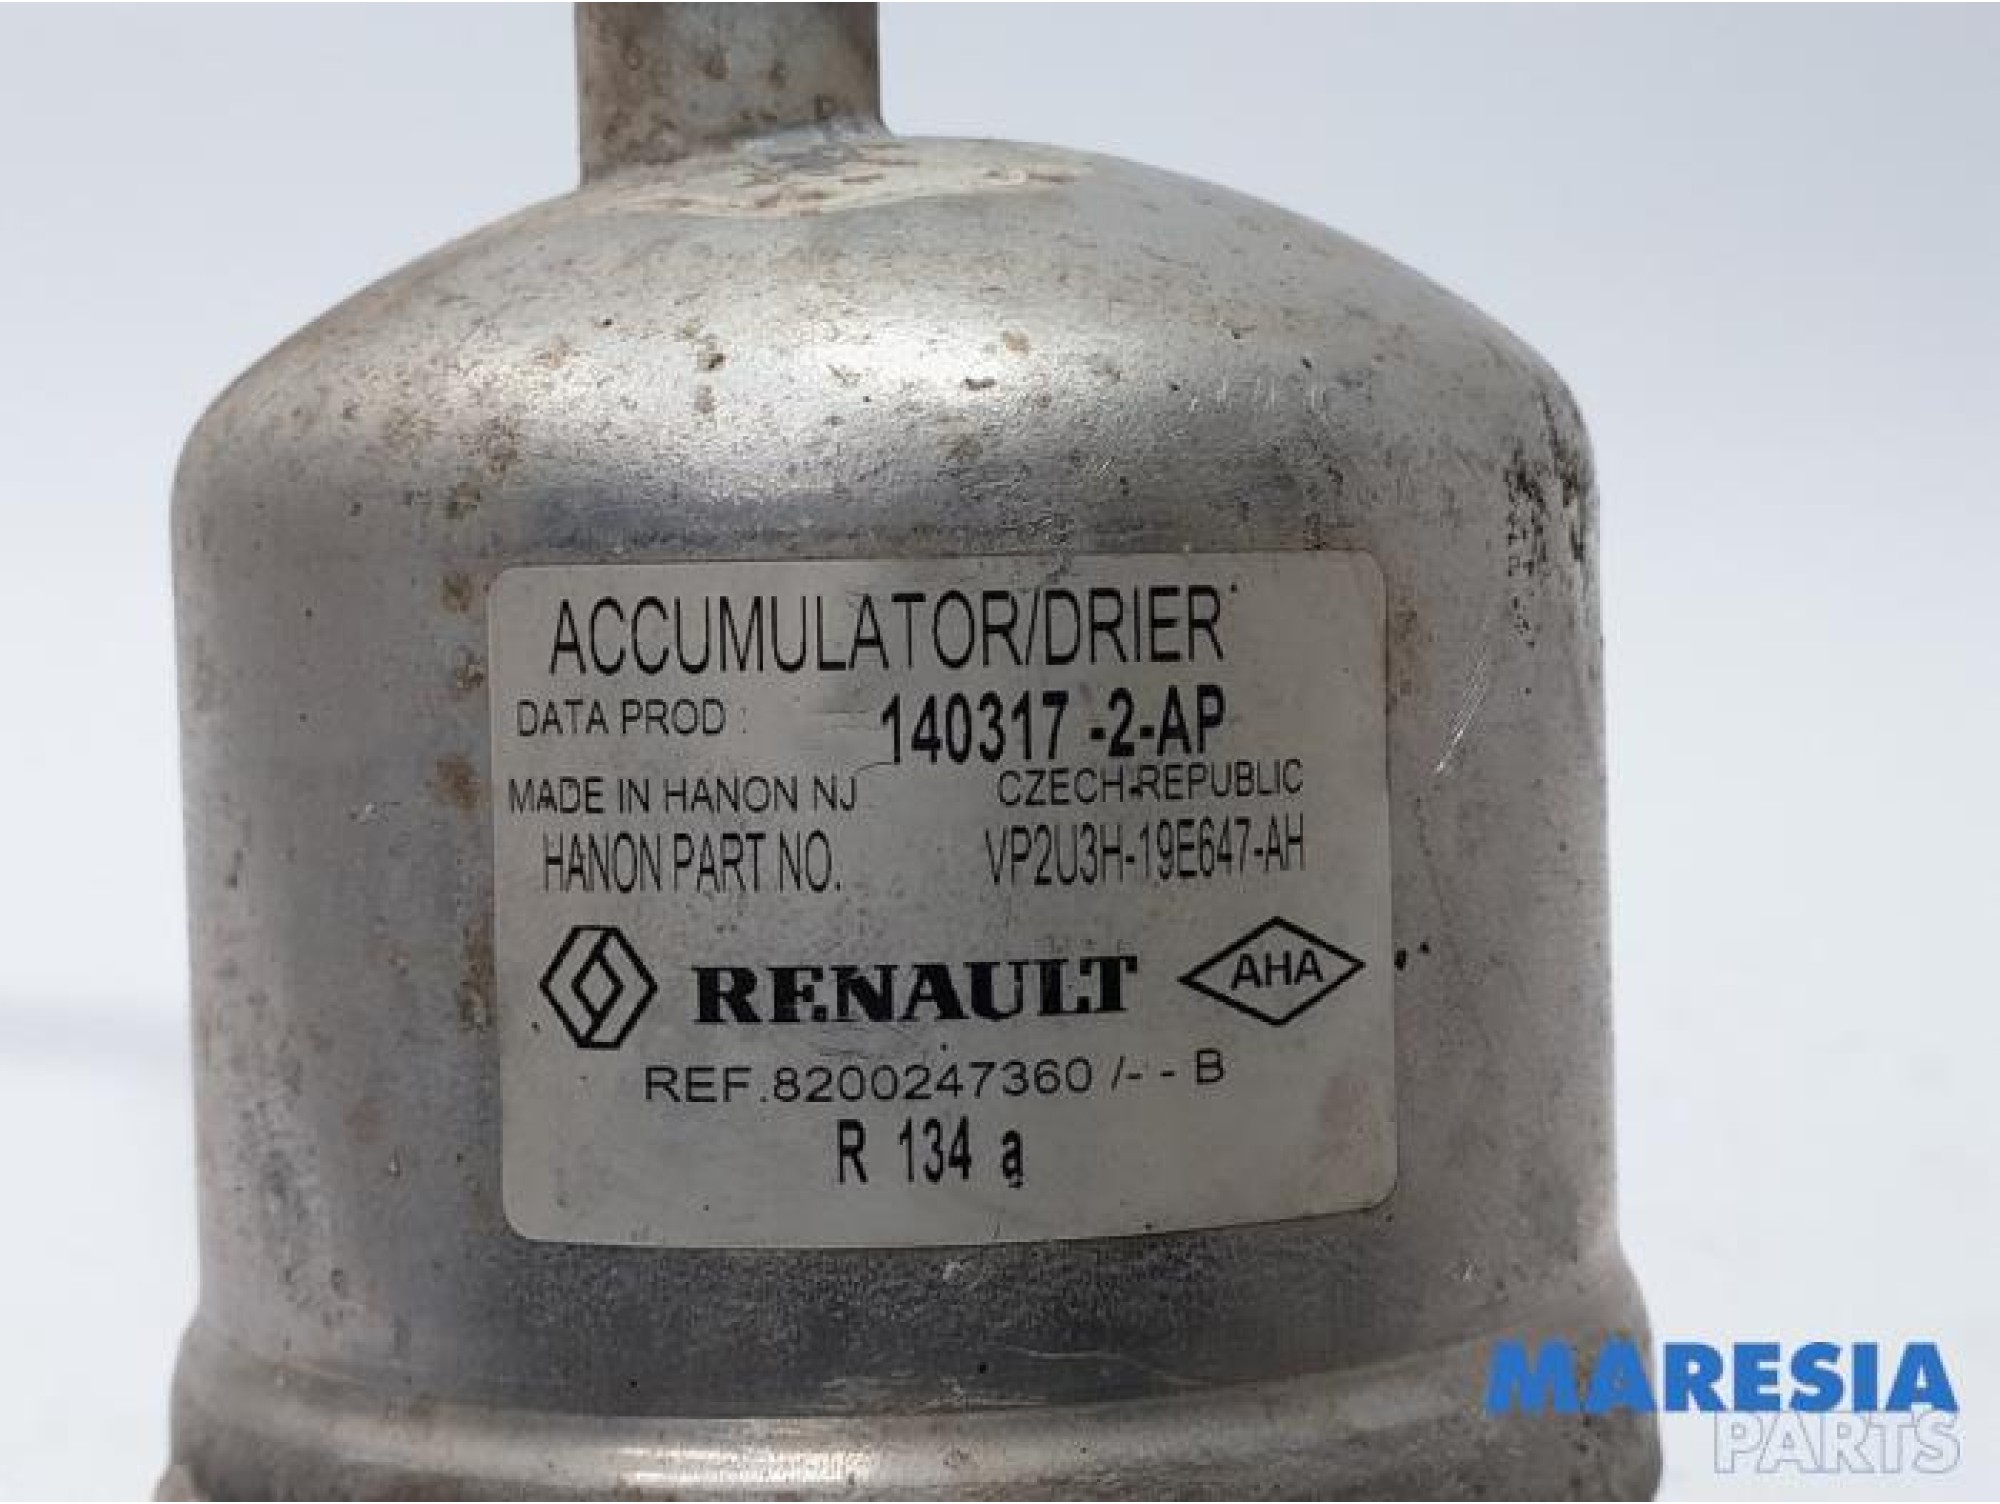 ACCUMULATOR/DRIER
DATA PROD : 140317 -2-AP
MADE IN HANON NJ CZECH-REPUBLIC
HANON PART NO. VP2U3H-19E647-AH
RENAULT AHA
REF.8200247360 /- - B
R 134 a
MARESIA
PARTS